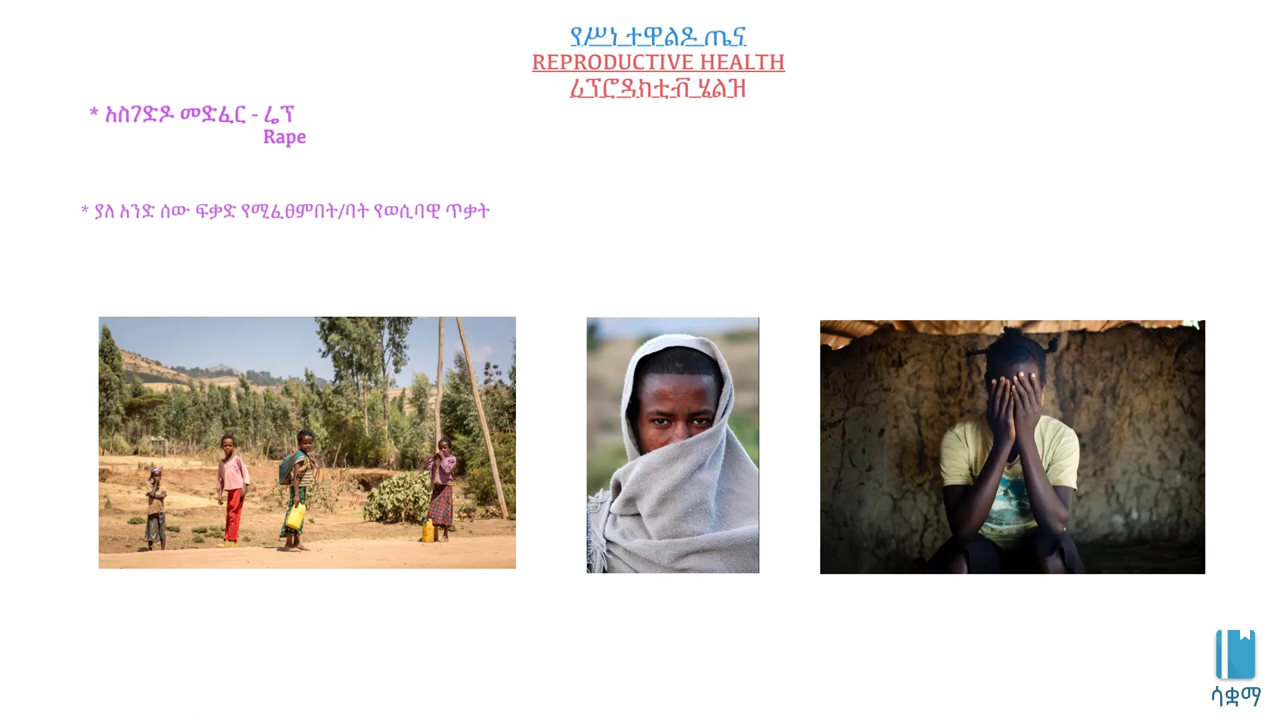 የሥነ ተዋልዶ ጤና
REPRODUCTIVE HEALTH
ሪፕሮዳክቲቭ ሄልዝ
* አስገድዶ መድፈር - ሬፕ
Rape
* ያለ አንድ ሰው ፍቃድ የሚፈፀምበት/ባት የወሲባዊ ጥቃት
ሳቋማ